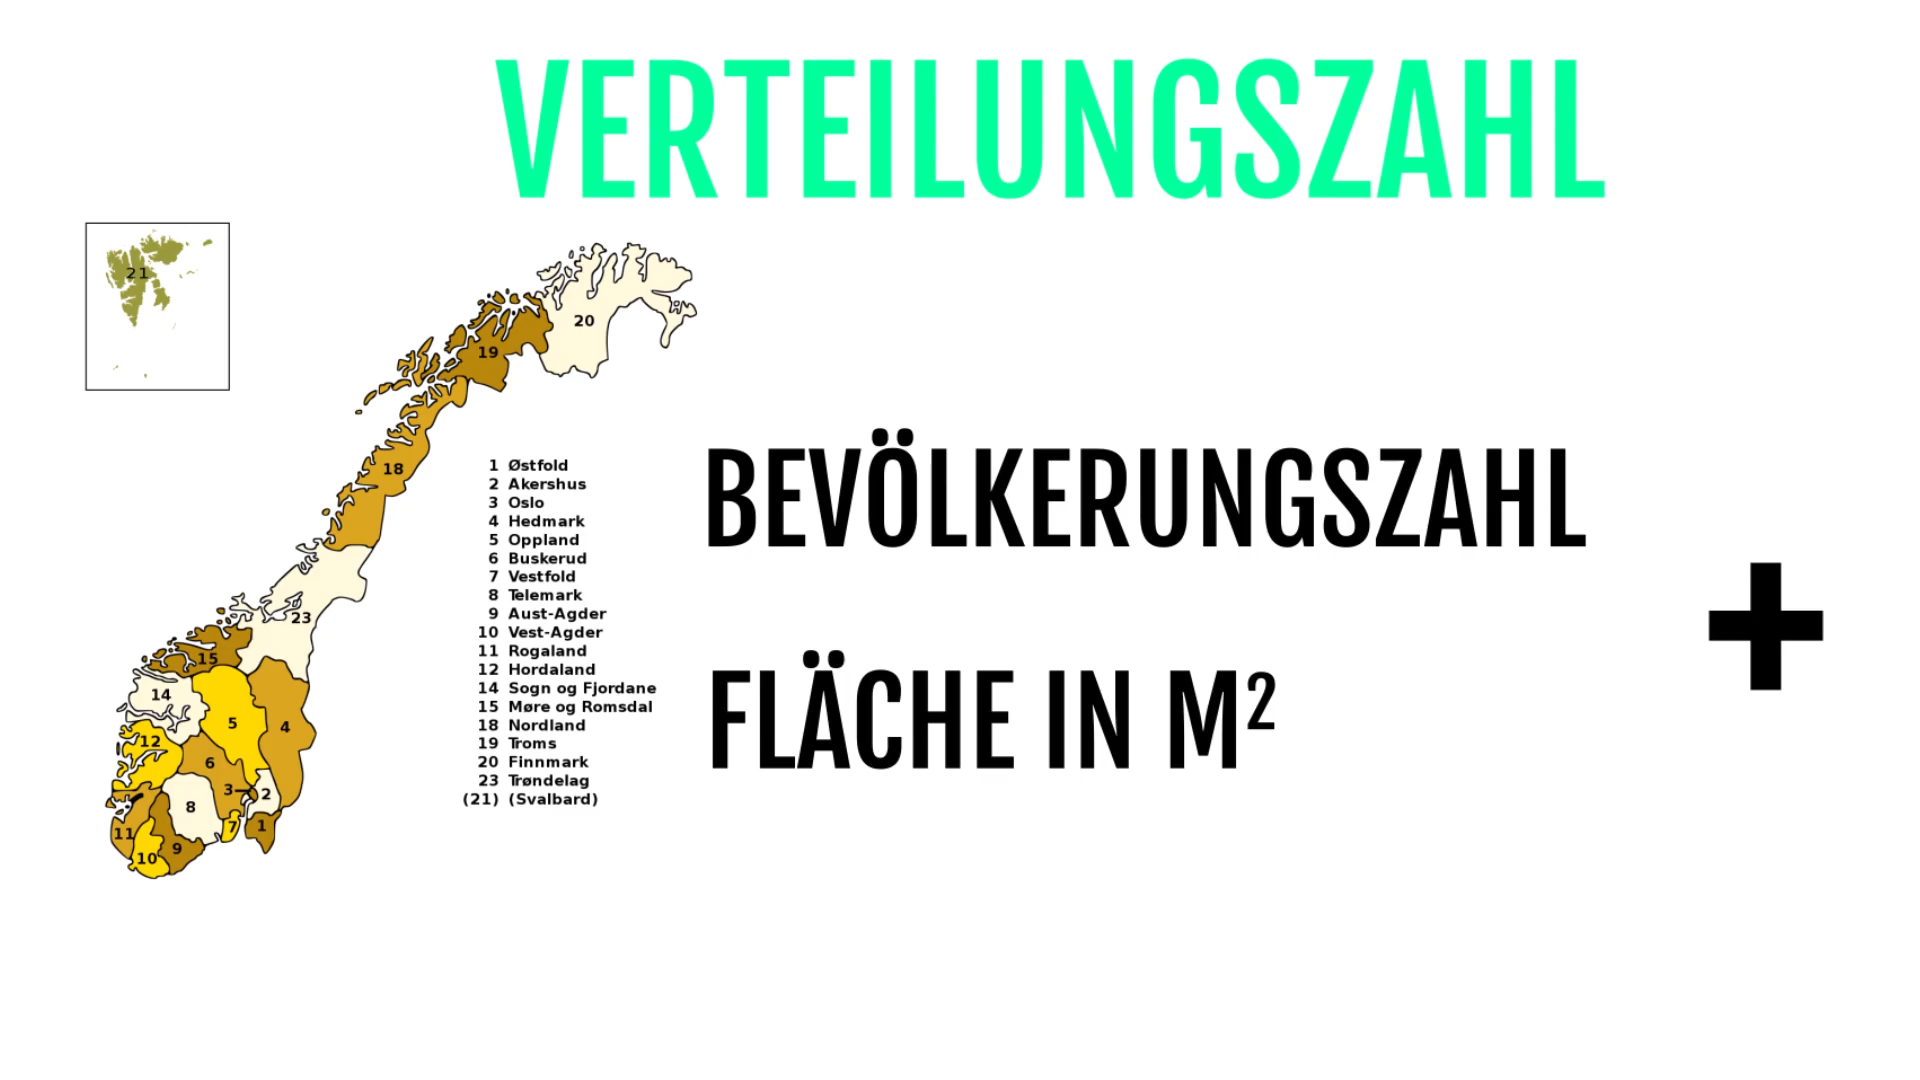 VERTEILUNGSZAHL
21
20
19
18
23
15
14
5
4
12
6
3
2
8
7
1
11
9
10
1 Østfold
2 Akershus
3 Oslo
4 Hedmark
5 Oppland
6 Buskerud
7 Vestfold
8 Telemark
9 Aust-Agder
10 Vest-Agder
11 Rogaland
12 Hordaland
14 Sogn og Fjordane
15 Møre og Romsdal
18 Nordland
19 Troms
20 Finnmark
23 Trøndelag
(21) (Svalbard)
BEVÖLKERUNGSZAHL
+
FLÄCHE IN M²